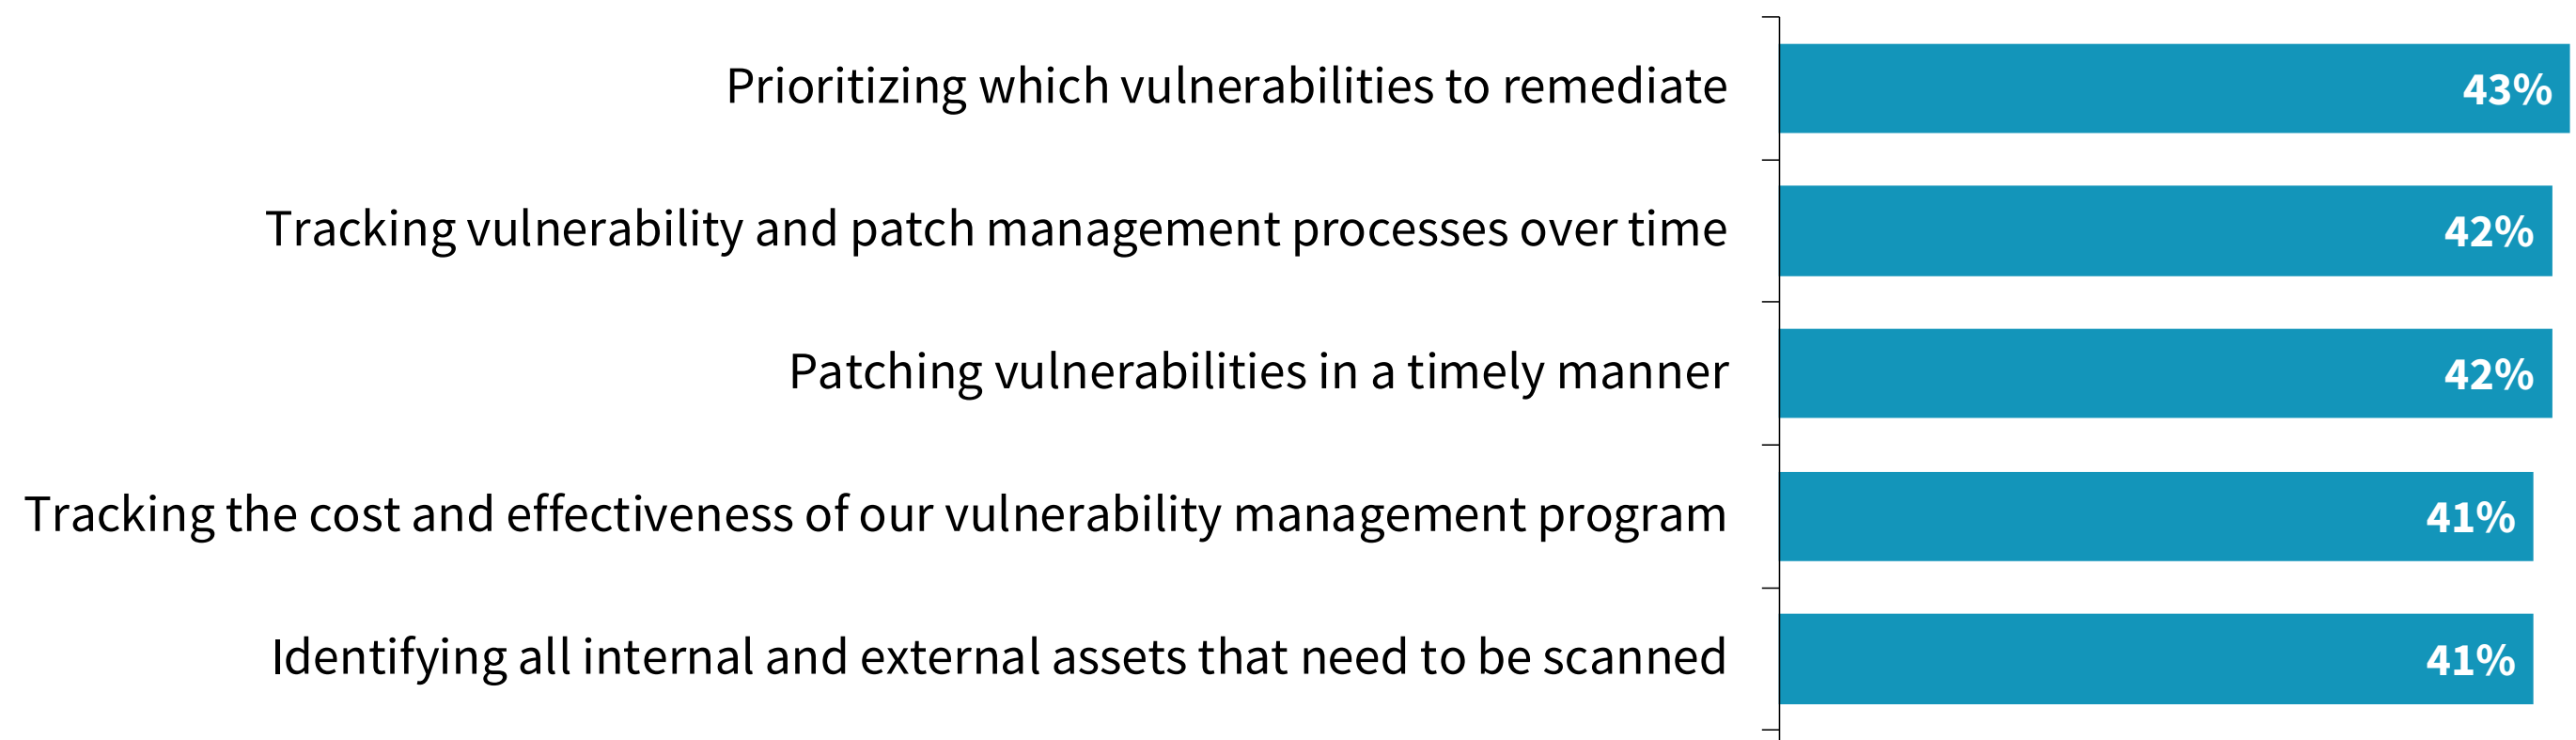 Prioritizing which vulnerabilities to remediate 43%
Tracking vulnerability and patch management processes over time 42%
Patching vulnerabilities in a timely manner 42%
Tracking the cost and effectiveness of our vulnerability management program 41%
Identifying all internal and external assets that need to be scanned 41%